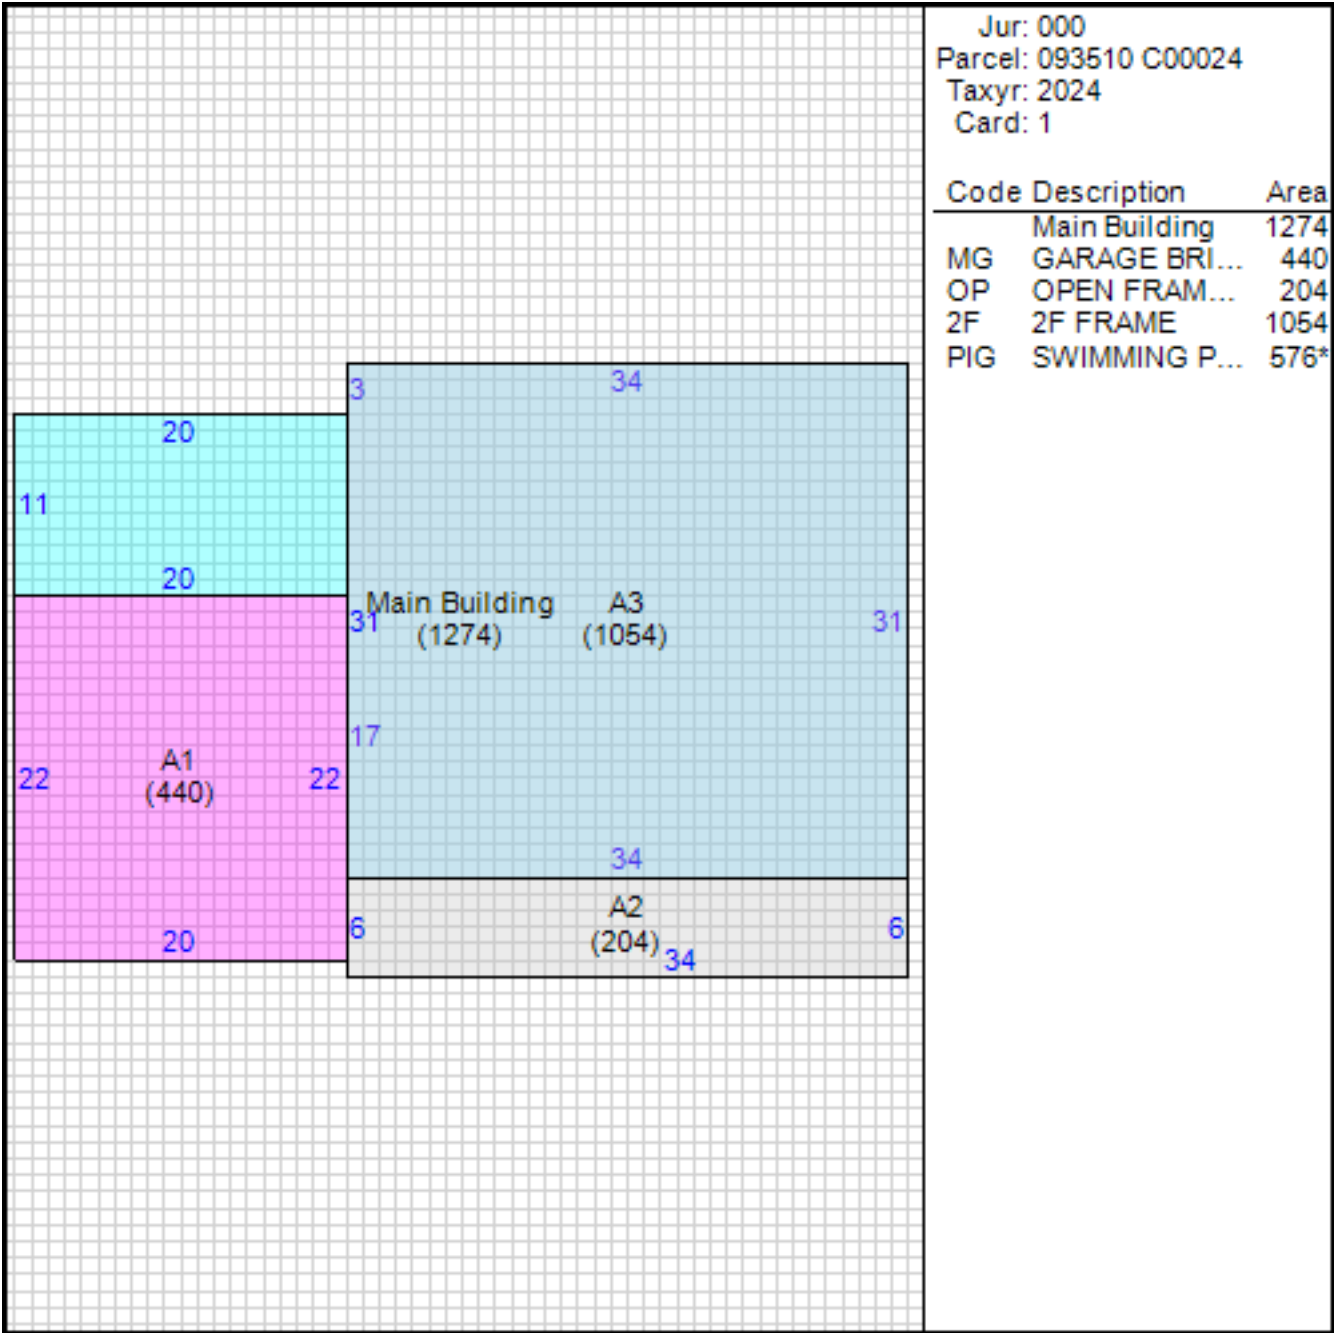 Jur: 000
Parcel: 093510 C00024
Taxyr: 2024
Card: 1
Code Description Area
Main Building 1274
MG GARAGE BRI... 440
OP OPEN FRAM... 204
2F 2F FRAME 1054
PIG SWIMMING P... 576*
3 34
20
11
20
Main Building A3
31 31
(1274) (1054)
17
A1
22 22
(440)
34
A2
6 6
20 (204) 34